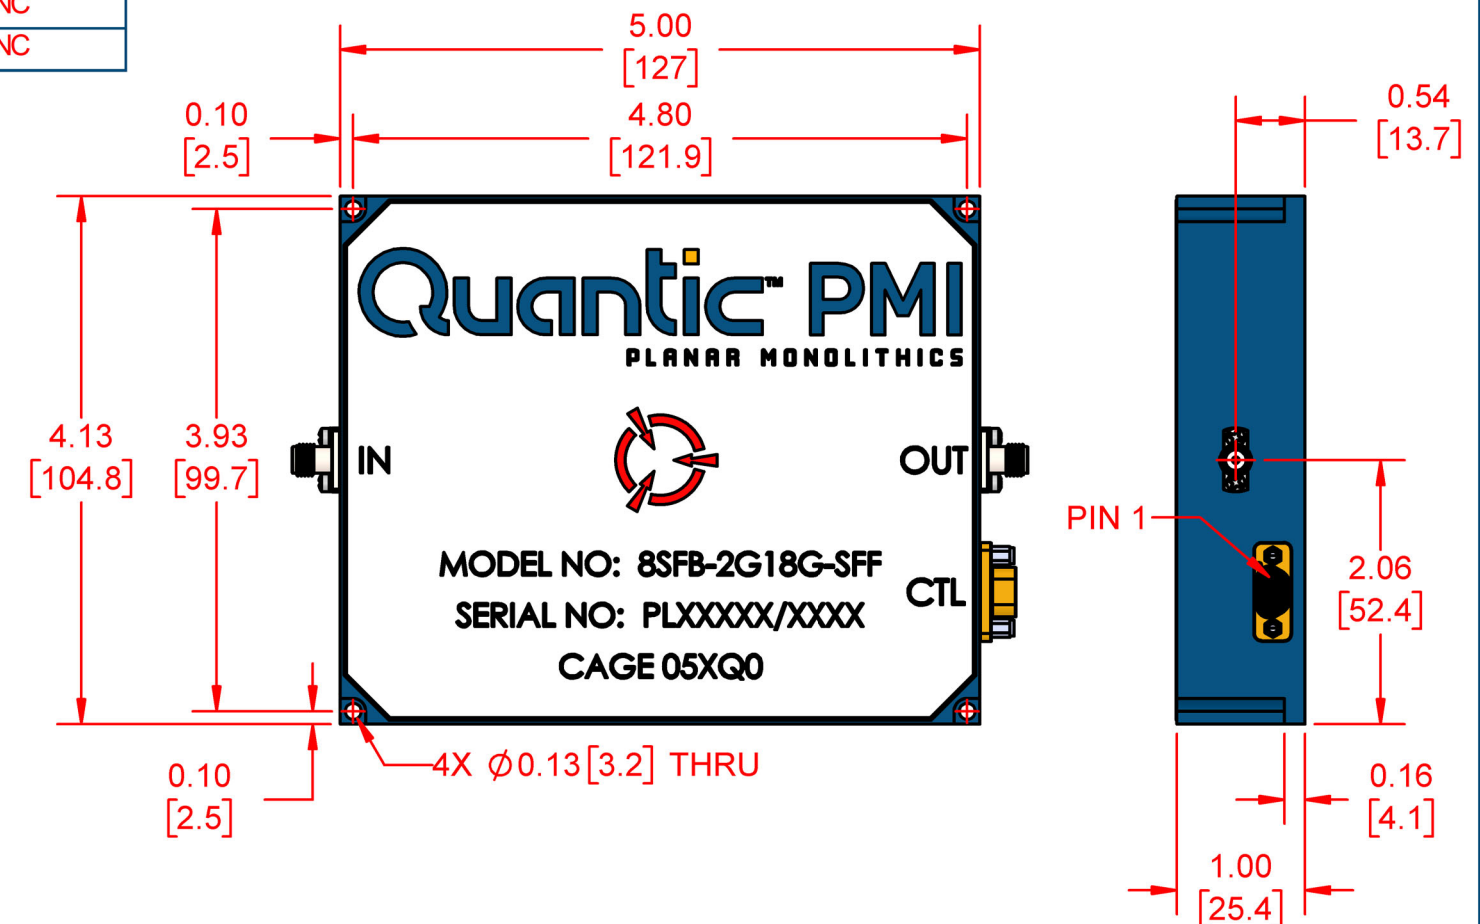 NC
NC
5.00
[127]
4.80
[121.9]
0.10
[2.5]
0.54
[13.7]
Quantic™ PMI
PLANAR MONOLITHICS
4.13
[104.8]
3.93
[99.7]
IN
OUT
PIN 1
MODEL NO: 8SFB-2G18G-SFF
SERIAL NO: PLXXXXX/XXXX
CAGE 05XQ0
CTL
2.06
[52.4]
4X Ø0.13[3.2] THRU
0.10
[2.5]
0.16
[4.1]
1.00
[25.4]